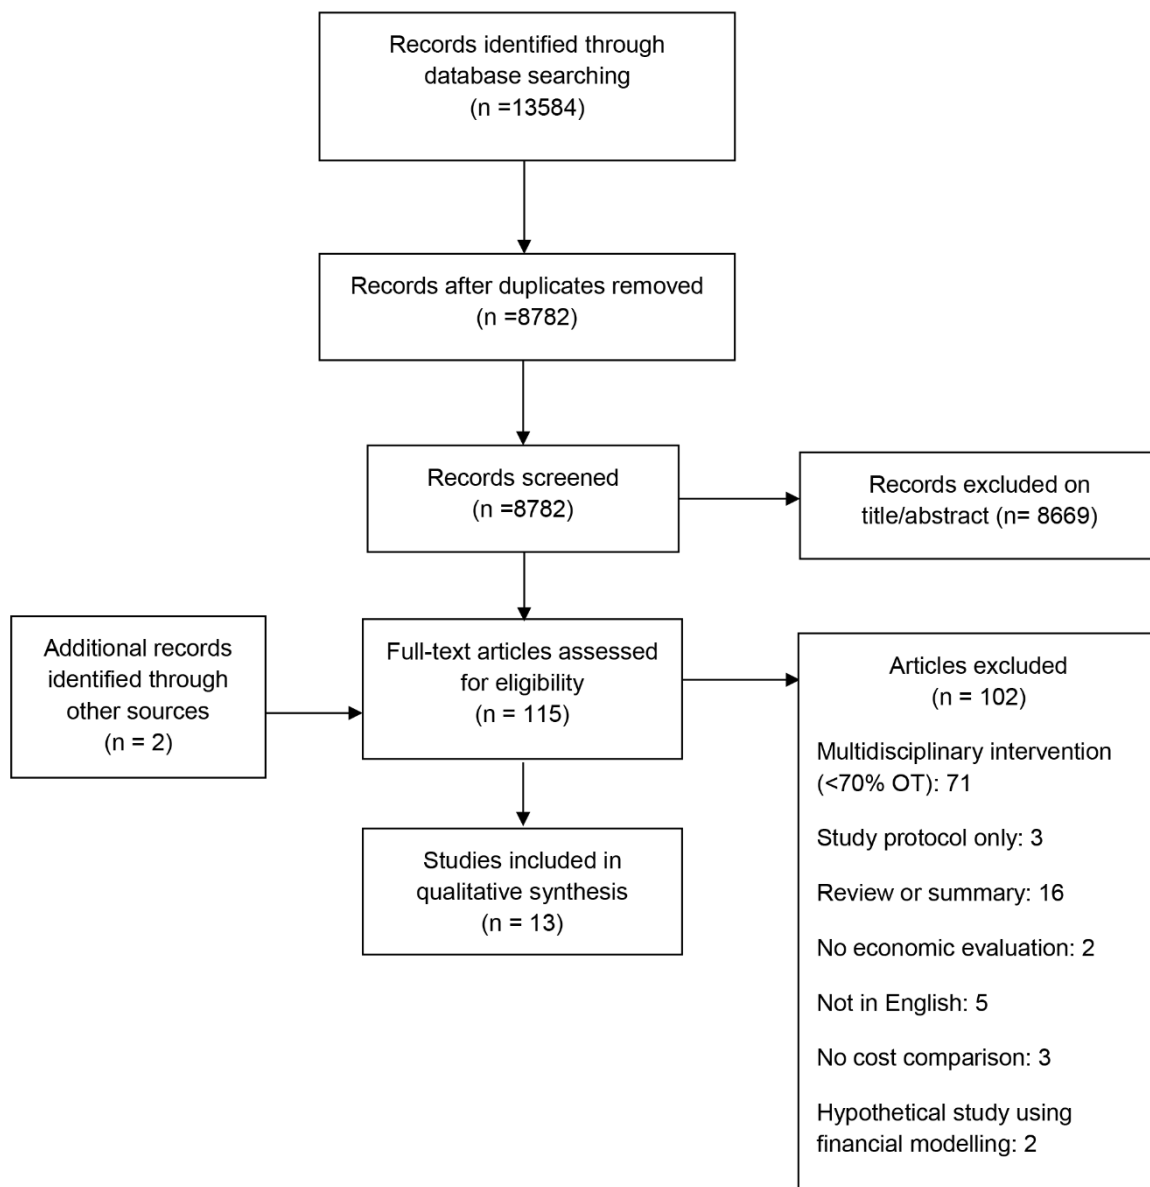 Records identified through
database searching
(n =13584)
Records after duplicates removed
(n =8782)
Records screened
(n =8782)
Records excluded on
title/abstract (n= 8669)
Additional records
identified through
other sources
(n = 2)
Full-text articles assessed
for eligibility
(n = 115)
Articles excluded
(n = 102)
Multidisciplinary intervention
(<70% OT): 71
Study protocol only: 3
Review or summary: 16
No economic evaluation: 2
Not in English: 5
No cost comparison: 3
Hypothetical study using
financial modelling: 2
Studies included in
qualitative synthesis
(n = 13)